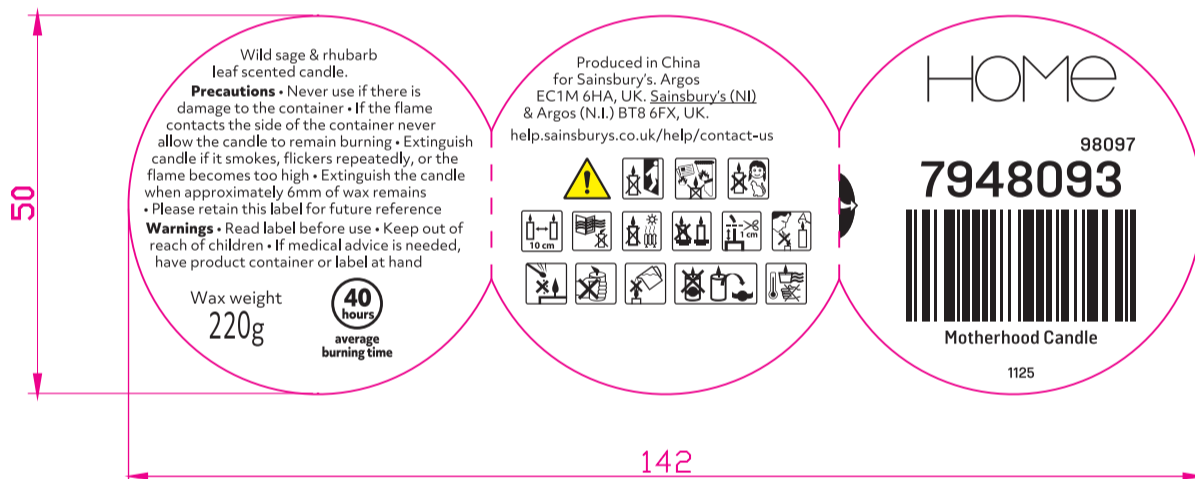 50
Wild sage & rhubarb
leaf scented candle.
Precautions • Never use if there is
damage to the container • If the flame
contacts the side of the container never
allow the candle to remain burning • Extinguish
candle if it smokes, flickers repeatedly, or the
flame becomes too high • Extinguish the candle
when approximately 6mm of wax remains
• Please retain this label for future reference
Warnings • Read label before use • Keep out of
reach of children • If medical advice is needed,
have product container or label at hand
Wax weight
220g
40
hours
average
burning time
Produced in China
for Sainsbury's. Argos
EC1M 6HA, UK. Sainsbury's (NI)
& Argos (N.I.) BT8 6FX, UK.
help.sainsburys.co.uk/help/contact-us
10 cm
1 cm
HOME
98097
7948093
Motherhood Candle
1125
142